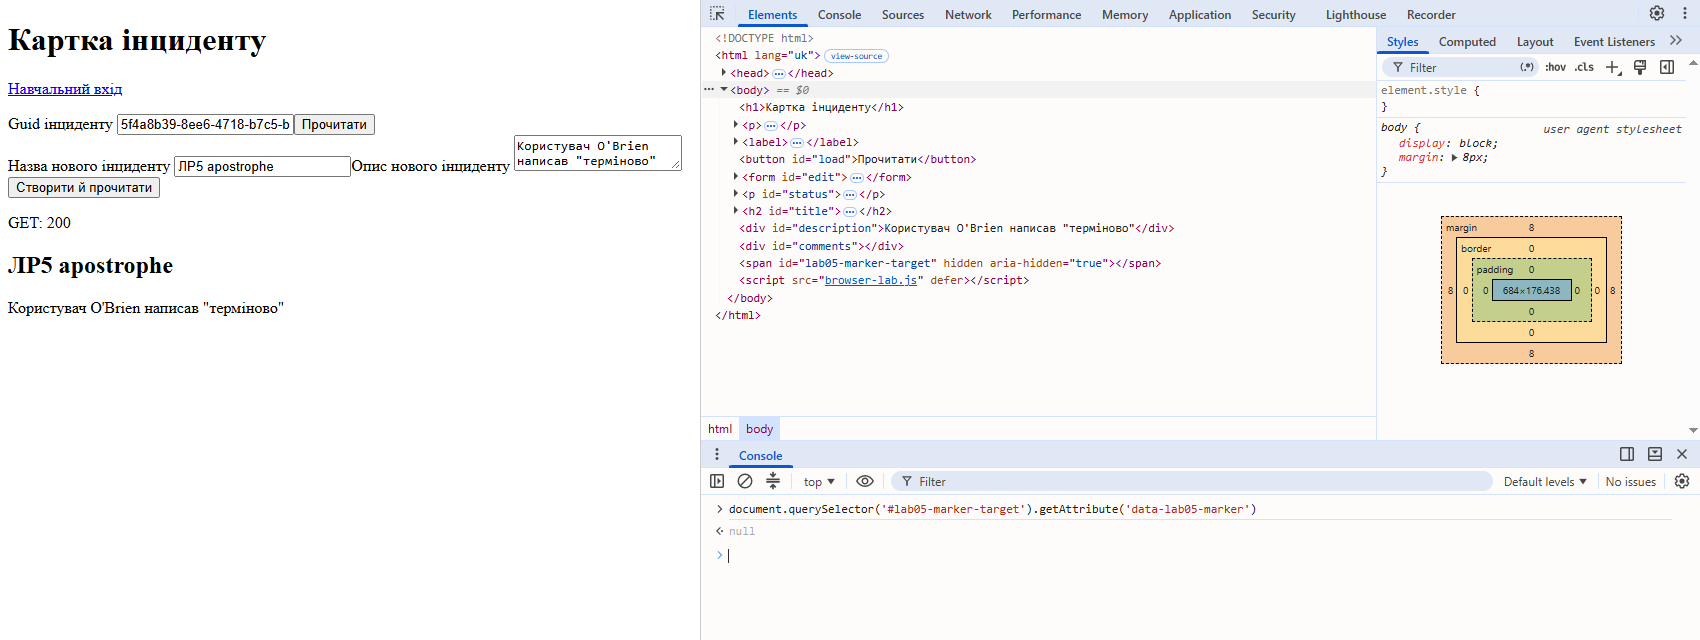 Картка інциденту
Навчальний вхід
Guid інциденту 5f4a8b39-8ee6-4718-b7c5-b Прочитати
Назва нового інциденту ЛР5 apostrophe Опис нового інциденту Користувач O'Brien
написав "терміново"
Створити й прочитати
GET: 200
ЛР5 apostrophe
Користувач O'Brien написав "терміново"
Elements Console Sources Network Performance Memory Application Security Lighthouse Recorder
<!DOCTYPE html>
<html lang="uk"> view-source
<head> ••• </head>
••• <body> == $0
<h1>Картка інциденту</h1>
<p> ••• </p>
<label> ••• </label>
<button id="load">Прочитати</button>
<form id="edit"> ••• </form>
<p id="status"> ••• </p>
<h2 id="title"> ••• </h2>
<div id="description">Користувач O'Brien написав "терміново"</div>
<div id="comments"></div>
<span id="lab05-marker-target" hidden aria-hidden="true"></span>
<script src="browser-lab.js" defer></script>
</body>
</html>
html body
Styles Computed Layout Event Listeners
Filter :hov .cls
element.style {
}
body { user agent stylesheet
display: block;
margin: 8px;
}
margin 8
border 0
padding 0
8 0 0 684×176.438 0 0 8
0
0
8
Console
top Filter Default levels No issues
document.querySelector('#lab05-marker-target').getAttribute('data-lab05-marker')
null